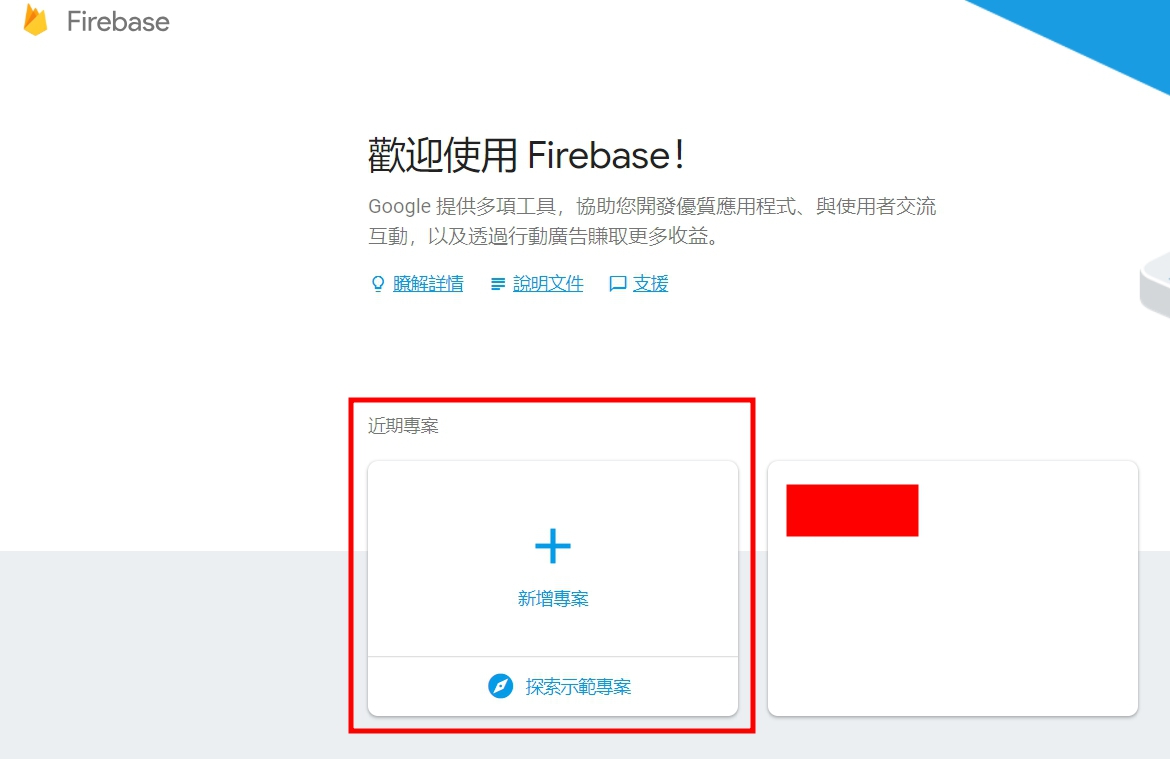 Firebase
歡迎使用 Firebase！
Google 提供多項工具，協助您開發優質應用程式、與使用者交流
互動，以及透過行動廣告賺取更多收益。
瞭解詳情 說明文件 支援
近期專案
新增專案
探索示範專案